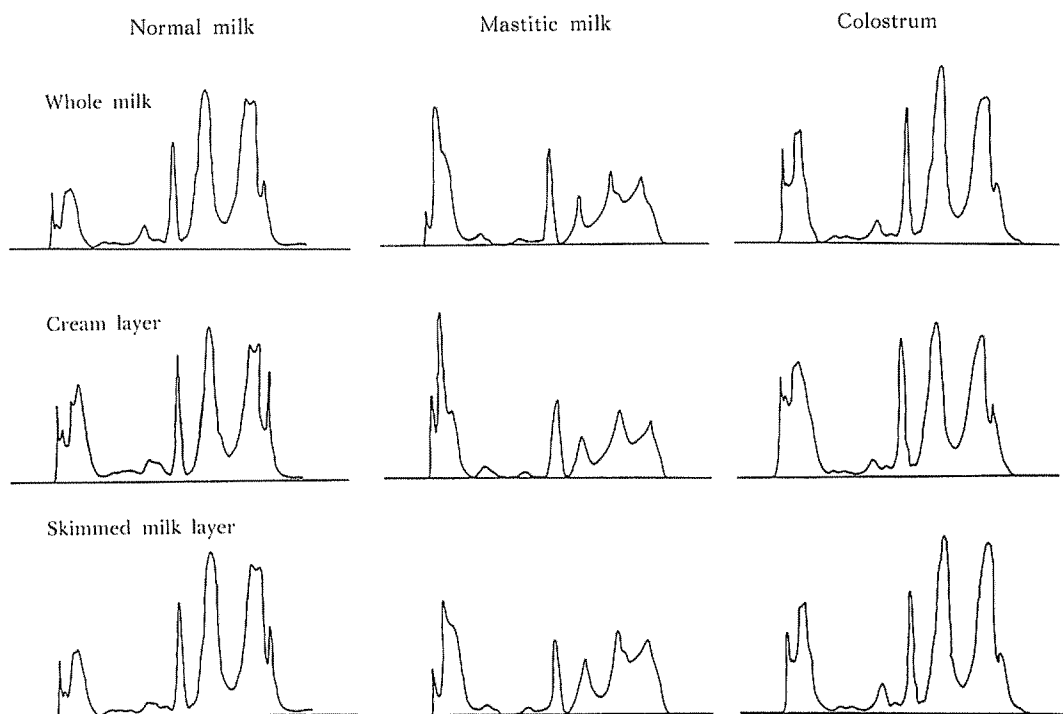 Normal milk
Mastitic milk
Colostrum
Whole milk
Cream layer
Skimmed milk layer